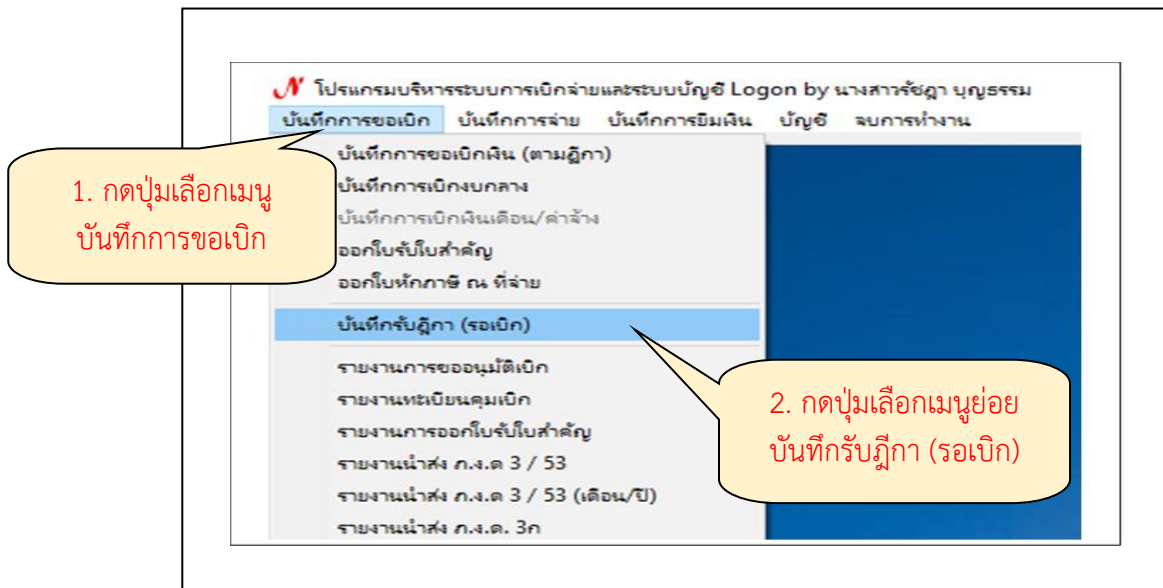 โปรแกรมบริหารระบบการเบิกจ่ายและระบบบัญชี Logon by นางสาวรัชฎา บุญธรรม
บันทึกการขอเบิก บันทึกการจ่าย บันทึกการยืมเงิน บัญชี จบการทำงาน
บันทึกการขอเบิกเงิน (ตามฎีกา)
บันทึกการเบิกงบกลาง
บันทึกการเบิกเงินเดือน/ค่าจ้าง
ออกใบรับใบสำคัญ
ออกใบหักภาษี ณ ที่จ่าย
บันทึกรับฎีกา (รอเบิก)
รายงานการขออนุมัติเบิก
รายงานทะเบียนคุมเบิก
รายงานการออกใบรับใบสำคัญ
รายงานนำส่ง ภ.ง.ด 3 / 53
รายงานนำส่ง ภ.ง.ด 3 / 53 (เดือน/ปี)
รายงานนำส่ง ภ.ง.ด. 3ก
1. กดปุ่มเลือกเมนู
บันทึกการขอเบิก
2. กดปุ่มเลือกเมนูย่อย
บันทึกรับฎีกา (รอเบิก)